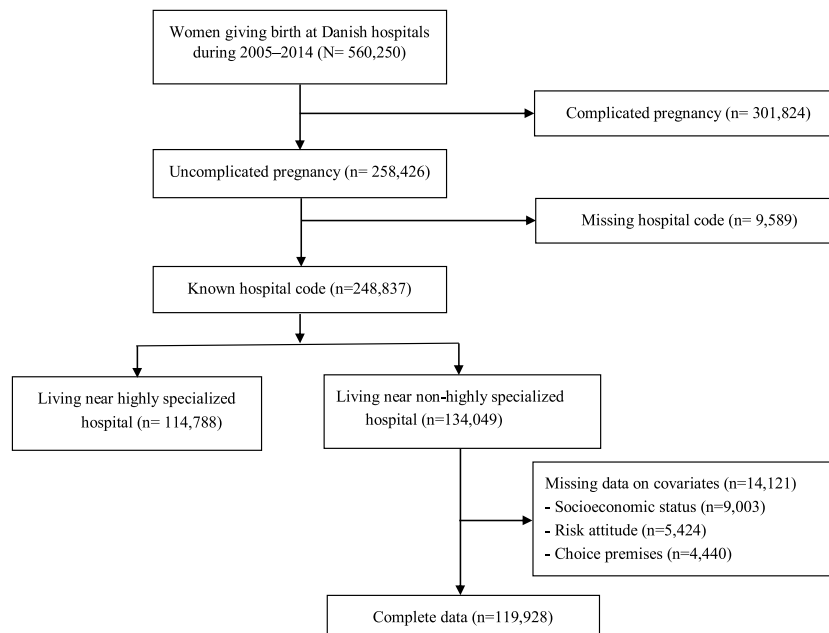 Women giving birth at Danish hospitals
during 2005–2014 (N= 560,250)
Complicated pregnancy (n= 301,824)
Uncomplicated pregnancy (n= 258,426)
Missing hospital code (n= 9,589)
Known hospital code (n=248,837)
Living near highly specialized
hospital (n= 114,788)
Living near non-highly specialized
hospital (n=134,049)
Missing data on covariates (n=14,121)
- Socioeconomic status (n=9,003)
- Risk attitude (n=5,424)
- Choice premises (n=4,440)
Complete data (n=119,928)